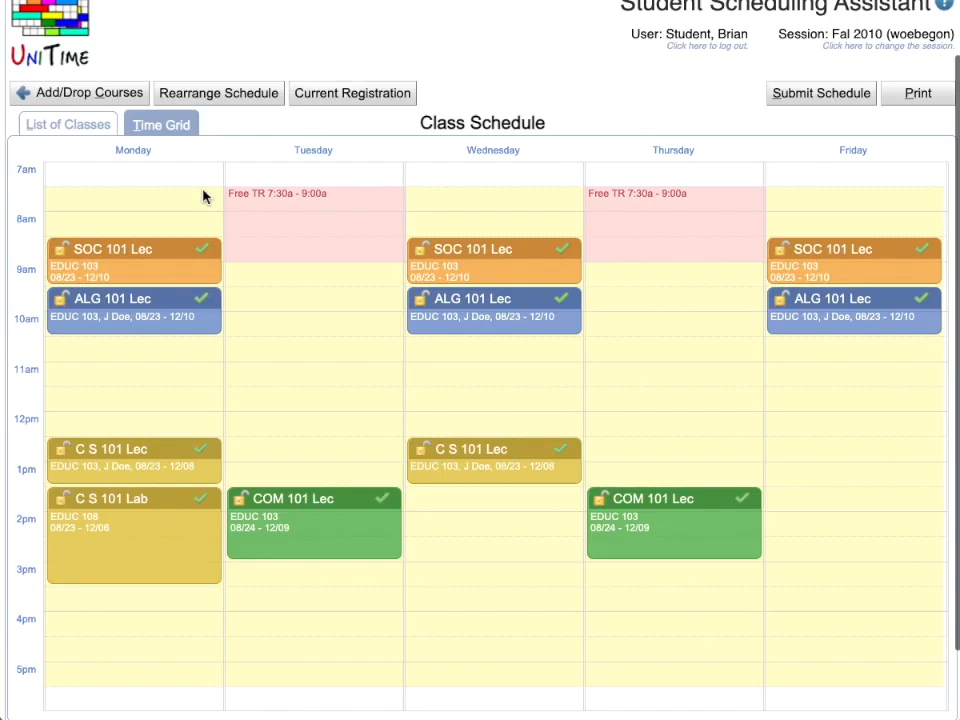 Student Scheduling Assistant ?
UNITIME
User: Student, Brian
Session: Fal 2010 (woebegon)
Click here to log out.
Click here to change the session.
Add/Drop Courses
Rearrange Schedule
Current Registration
Submit Schedule
Print
List of Classes
Time Grid
Class Schedule
Monday
Tuesday
Wednesday
Thursday
Friday
7am
Free TR 7:30a - 9:00a
Free TR 7:30a - 9:00a
8am
SOC 101 Lec
EDUC 103
08/23 - 12/10
SOC 101 Lec
EDUC 103
08/23 - 12/10
SOC 101 Lec
EDUC 103
08/23 - 12/10
9am
ALG 101 Lec
EDUC 103, J Doe, 08/23 - 12/10
ALG 101 Lec
EDUC 103, J Doe, 08/23 - 12/10
ALG 101 Lec
EDUC 103, J Doe, 08/23 - 12/10
10am
11am
12pm
C S 101 Lec
EDUC 103, J Doe, 08/23 - 12/08
C S 101 Lec
EDUC 103, J Doe, 08/23 - 12/08
1pm
C S 101 Lab
EDUC 108
08/23 - 12/06
COM 101 Lec
EDUC 103
08/24 - 12/09
COM 101 Lec
EDUC 103
08/24 - 12/09
2pm
3pm
4pm
5pm